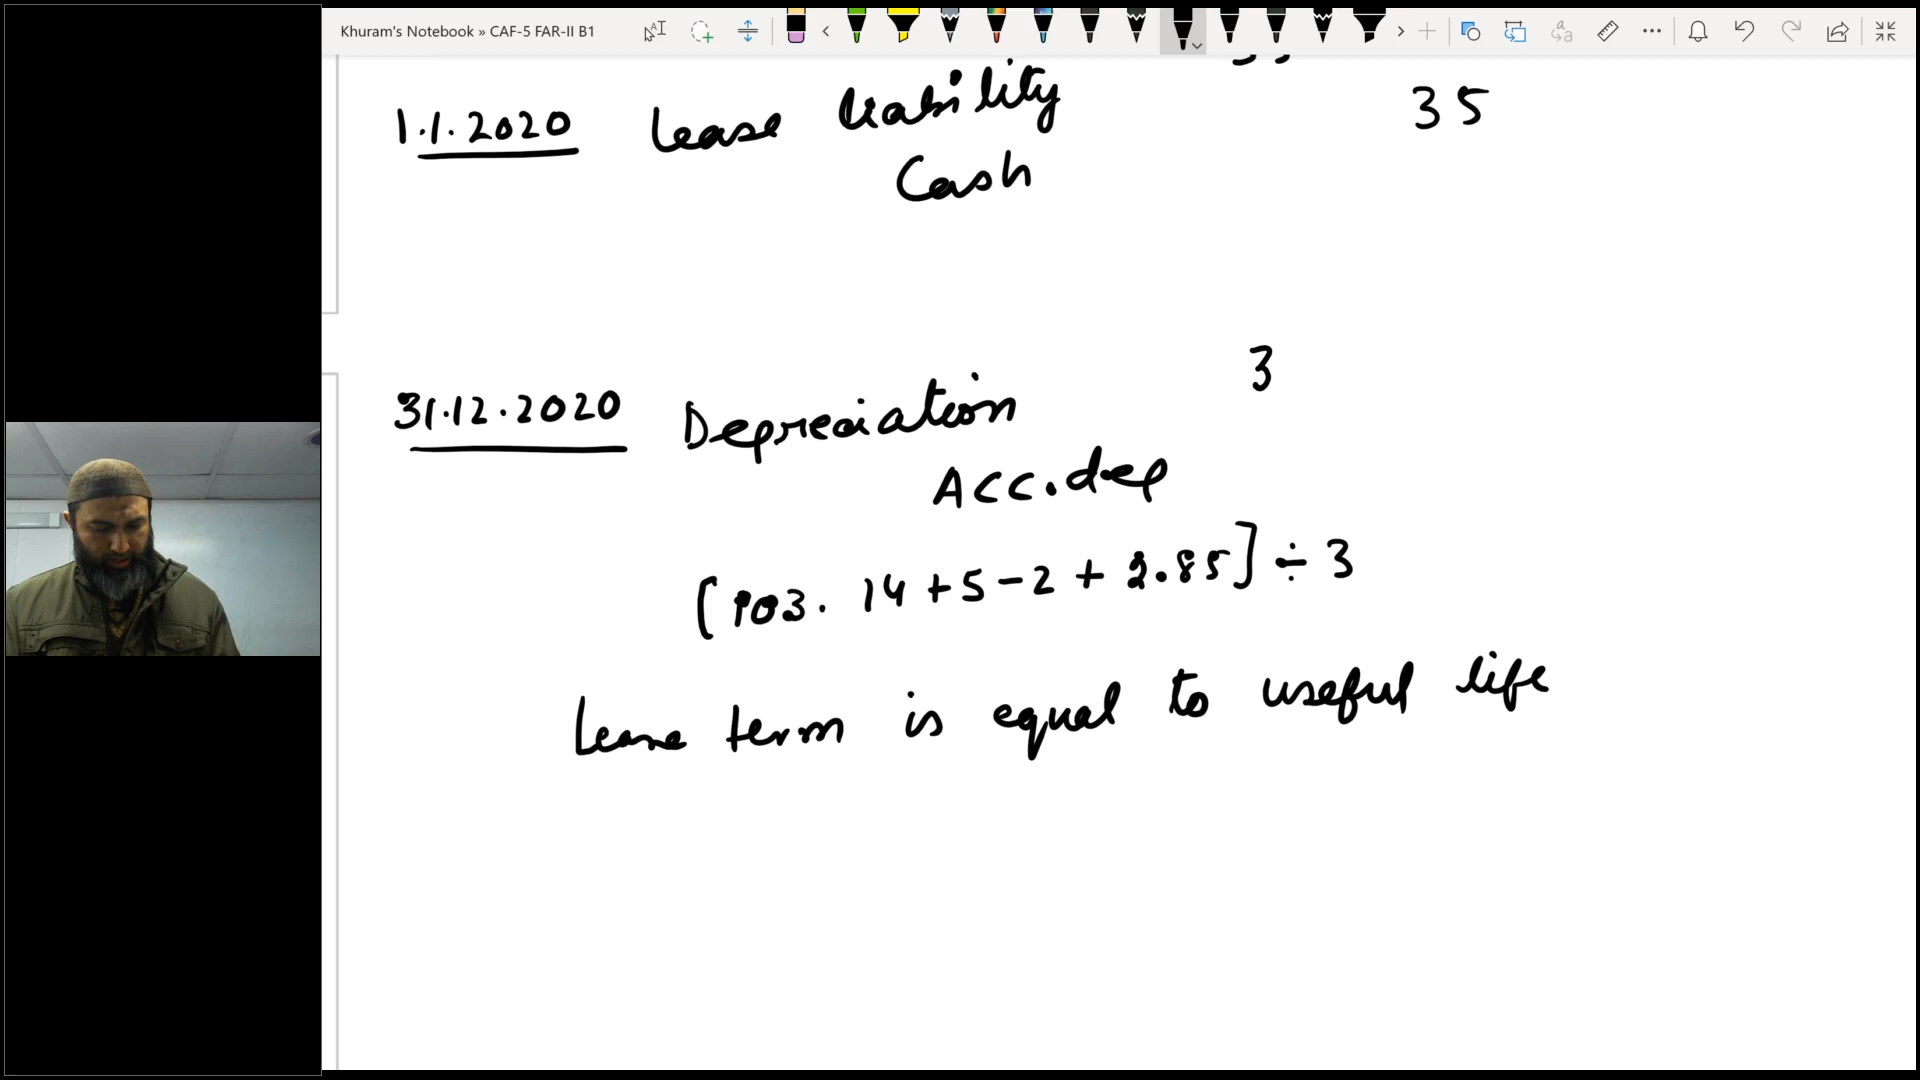 Khuram's Notebook » CAF-5 FAR-II B1
1.1.2020 Lease liability
35
Cash
3
31.12.2020 Depreciation
Acc.dep
[103.14+5-2+2.85]÷3
Lease term is equal to useful life